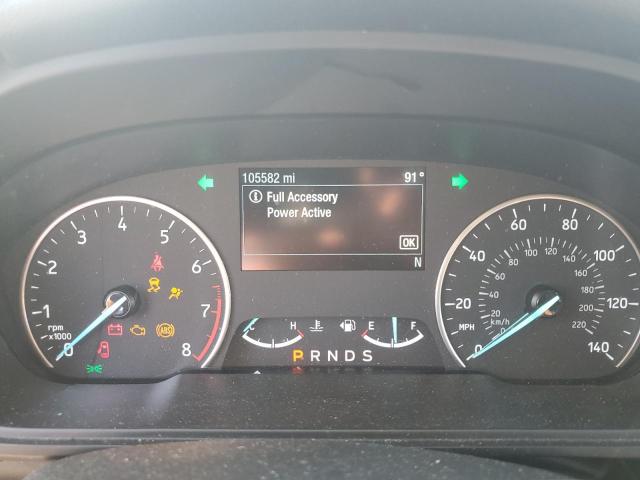 105582 mi 91°
Full Accessory
Power Active
OK
N
0 1 2 3 4 5 6 7 8
rpm
x1000
ABS
C H E F
P R N D S
0 20 40 60 80 100 120 140
MPH
0 20 40 60 80 100 120 140 160 180 200 220
km/h